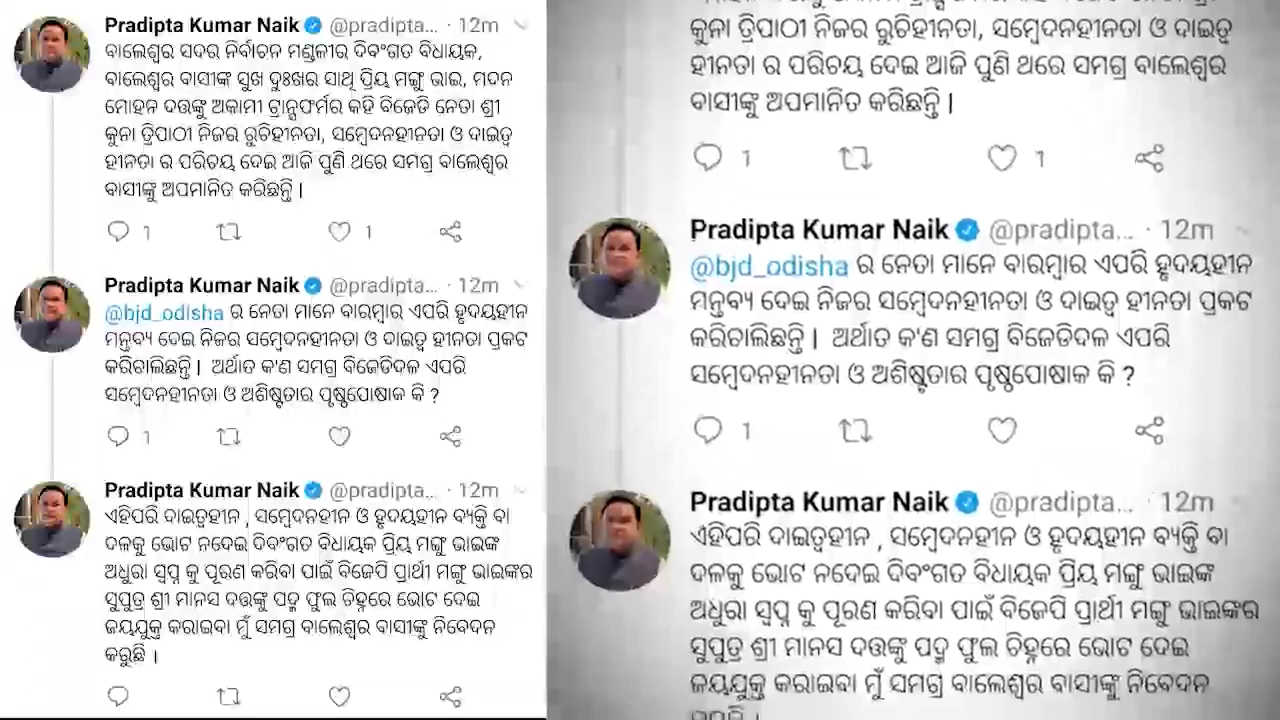 Pradipta Kumar Naik @pradipta... · 12m
ବାଲେଶ୍ୱର ସଦର ନିର୍ବାଚନ ମଣ୍ଡଳୀର ଦିବଂଗତ ବିଧାୟକ,
ବାଲେଶ୍ୱର ବାସୀଙ୍କ ସୁଖ ଦୁଃଖର ସାଥି ପ୍ରିୟ ମଙ୍ଗୁ ଭାଇ, ମଦନ
ମୋହନ ଦତ୍ତଙ୍କୁ ଅକାମୀ ଟ୍ରାନ୍ସଫର୍ମର କହି ବିଜେଡି ନେତା ଶ୍ରୀ
କୁନା ତ୍ରିପାଠୀ ନିଜର ରୁଚିହୀନତା, ସମ୍ବେଦନହୀନତା ଓ ଦାଇତ୍ୱ
ହୀନତା ର ପରିଚୟ ଦେଇ ଆଜି ପୁଣି ଥରେ ସମଗ୍ର ବାଲେଶ୍ୱର
ବାସୀଙ୍କୁ ଅପମାନିତ କରିଛନ୍ତି |
1 1
Pradipta Kumar Naik @pradipta... · 12m
@bjd_odisha ର ନେତା ମାନେ ବାରମ୍ବାର ଏପରି ହୃଦୟହୀନ
ମନ୍ତବ୍ୟ ଦେଇ ନିଜର ସମ୍ବେଦନହୀନତା ଓ ଦାଇତ୍ୱ ହୀନତା ପ୍ରକଟ
କରିଚାଲିଛନ୍ତି | ଅର୍ଥାତ କ'ଣ ସମଗ୍ର ବିଜେଡିଦଳ ଏପରି
ସମ୍ବେଦନହୀନତା ଓ ଅଶିଷ୍ଟତାର ପୃଷ୍ଠପୋଷାକ କି ?
1
Pradipta Kumar Naik @pradipta... · 12m
ଏହିପରି ଦାଇତ୍ୱହୀନ , ସମ୍ବେଦନହୀନ ଓ ହୃଦୟହୀନ ବ୍ୟକ୍ତି ବା
ଦଳକୁ ଭୋଟ ନଦେଇ ଦିବଂଗତ ବିଧାୟକ ପ୍ରିୟ ମଙ୍ଗୁ ଭାଇଙ୍କ
ଅଧୁରା ସ୍ୱପ୍ନ କୁ ପୂରଣ କରିବା ପାଇଁ ବିଜେପି ପ୍ରାର୍ଥୀ ମଙ୍ଗୁ ଭାଇଙ୍କର
ସୁପୁତ୍ର ଶ୍ରୀ ମାନସ ଦତ୍ତଙ୍କୁ ପଦ୍ମ ଫୁଲ ଚିହ୍ନରେ ଭୋଟ ଦେଇ
ଜୟଯୁକ୍ତ କରାଇବା ମୁଁ ସମଗ୍ର ବାଲେଶ୍ୱର ବାସୀଙ୍କୁ ନିବେଦନ
କରୁଛି |
କୁନା ତ୍ରିପାଠୀ ନିଜର ରୁଚିହୀନତା, ସମ୍ବେଦନହୀନତା ଓ ଦାଇତ୍ୱ
ହୀନତା ର ପରିଚୟ ଦେଇ ଆଜି ପୁଣି ଥରେ ସମଗ୍ର ବାଲେଶ୍ୱର
ବାସୀଙ୍କୁ ଅପମାନିତ କରିଛନ୍ତି |
1 1
Pradipta Kumar Naik @pradipta... · 12m
@bjd_odisha ର ନେତା ମାନେ ବାରମ୍ବାର ଏପରି ହୃଦୟହୀନ
ମନ୍ତବ୍ୟ ଦେଇ ନିଜର ସମ୍ବେଦନହୀନତା ଓ ଦାଇତ୍ୱ ହୀନତା ପ୍ରକଟ
କରିଚାଲିଛନ୍ତି | ଅର୍ଥାତ କ'ଣ ସମଗ୍ର ବିଜେଡିଦଳ ଏପରି
ସମ୍ବେଦନହୀନତା ଓ ଅଶିଷ୍ଟତାର ପୃଷ୍ଠପୋଷାକ କି ?
1
Pradipta Kumar Naik @pradipta... · 12m
ଏହିପରି ଦାଇତ୍ୱହୀନ , ସମ୍ବେଦନହୀନ ଓ ହୃଦୟହୀନ ବ୍ୟକ୍ତି ବା
ଦଳକୁ ଭୋଟ ନଦେଇ ଦିବଂଗତ ବିଧାୟକ ପ୍ରିୟ ମଙ୍ଗୁ ଭାଇଙ୍କ
ଅଧୁରା ସ୍ୱପ୍ନ କୁ ପୂରଣ କରିବା ପାଇଁ ବିଜେପି ପ୍ରାର୍ଥୀ ମଙ୍ଗୁ ଭାଇଙ୍କର
ସୁପୁତ୍ର ଶ୍ରୀ ମାନସ ଦତ୍ତଙ୍କୁ ପଦ୍ମ ଫୁଲ ଚିହ୍ନରେ ଭୋଟ ଦେଇ
ଜୟଯୁକ୍ତ କରାଇବା ମୁଁ ସମଗ୍ର ବାଲେଶ୍ୱର ବାସୀଙ୍କୁ ନିବେଦନ